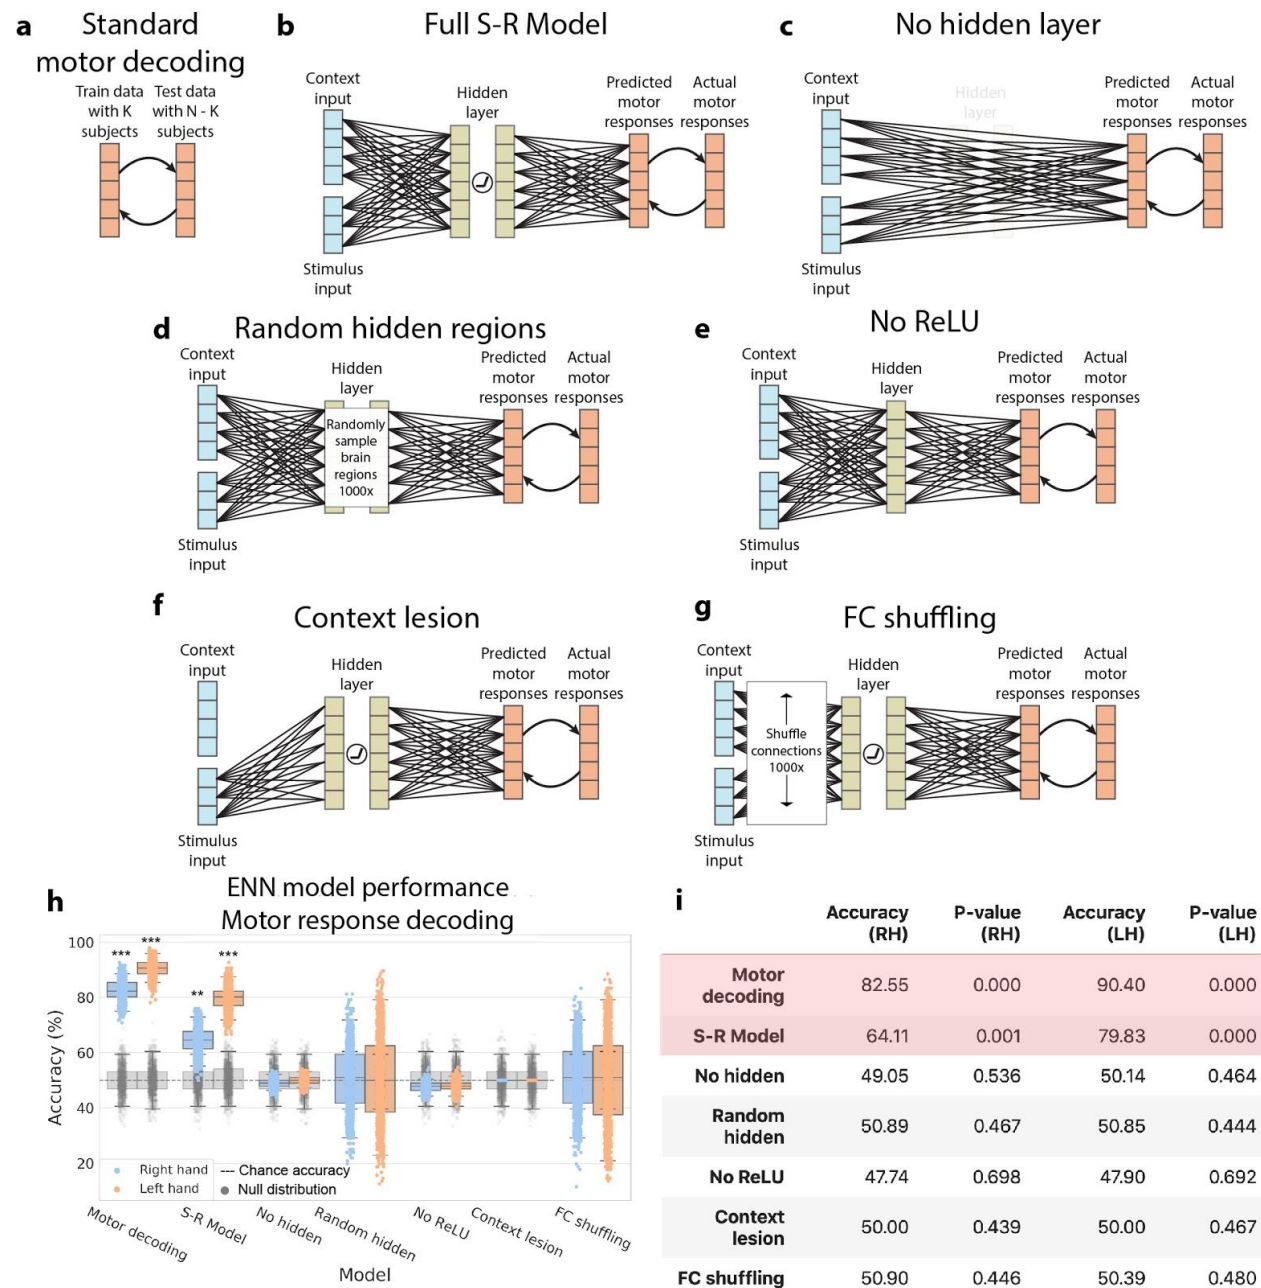 a
Standard
motor decoding
Train data
with K
subjects
Test data
with N - K
subjects
b
Full S-R Model
Context
input
Stimulus
input
Hidden
layer
Predicted
motor
responses
Actual
motor
responses
c
No hidden layer
Context
input
Stimulus
input
Hidden
layer
Predicted
motor
responses
Actual
motor
responses
d
Random hidden regions
Context
input
Stimulus
input
Hidden
layer
Randomly
sample
brain
regions
1000x
Predicted
motor
responses
Actual
motor
responses
e
No ReLU
Context
input
Stimulus
input
Hidden
layer
Predicted
motor
responses
Actual
motor
responses
f
Context lesion
Context
input
Stimulus
input
Hidden
layer
Predicted
motor
responses
Actual
motor
responses
g
FC shuffling
Context
input
Stimulus
input
Shuffle
connections
1000x
Hidden
layer
Predicted
motor
responses
Actual
motor
responses
h
ENN model performance
Motor response decoding
Accuracy (%)
100
80
60
40
20
***
***
**
***
Right hand
Left hand
--- Chance accuracy
Null distribution
Motor decoding
S-R Model
No hidden
Random hidden
No ReLU
Context lesion
FC shuffling
Model
i
Accuracy (RH) P-value (RH) Accuracy (LH) P-value (LH)
Motor decoding 82.55 0.000 90.40 0.000
S-R Model 64.11 0.001 79.83 0.000
No hidden 49.05 0.536 50.14 0.464
Random hidden 50.89 0.467 50.85 0.444
No ReLU 47.74 0.698 47.90 0.692
Context lesion 50.00 0.439 50.00 0.467
FC shuffling 50.90 0.446 50.39 0.480